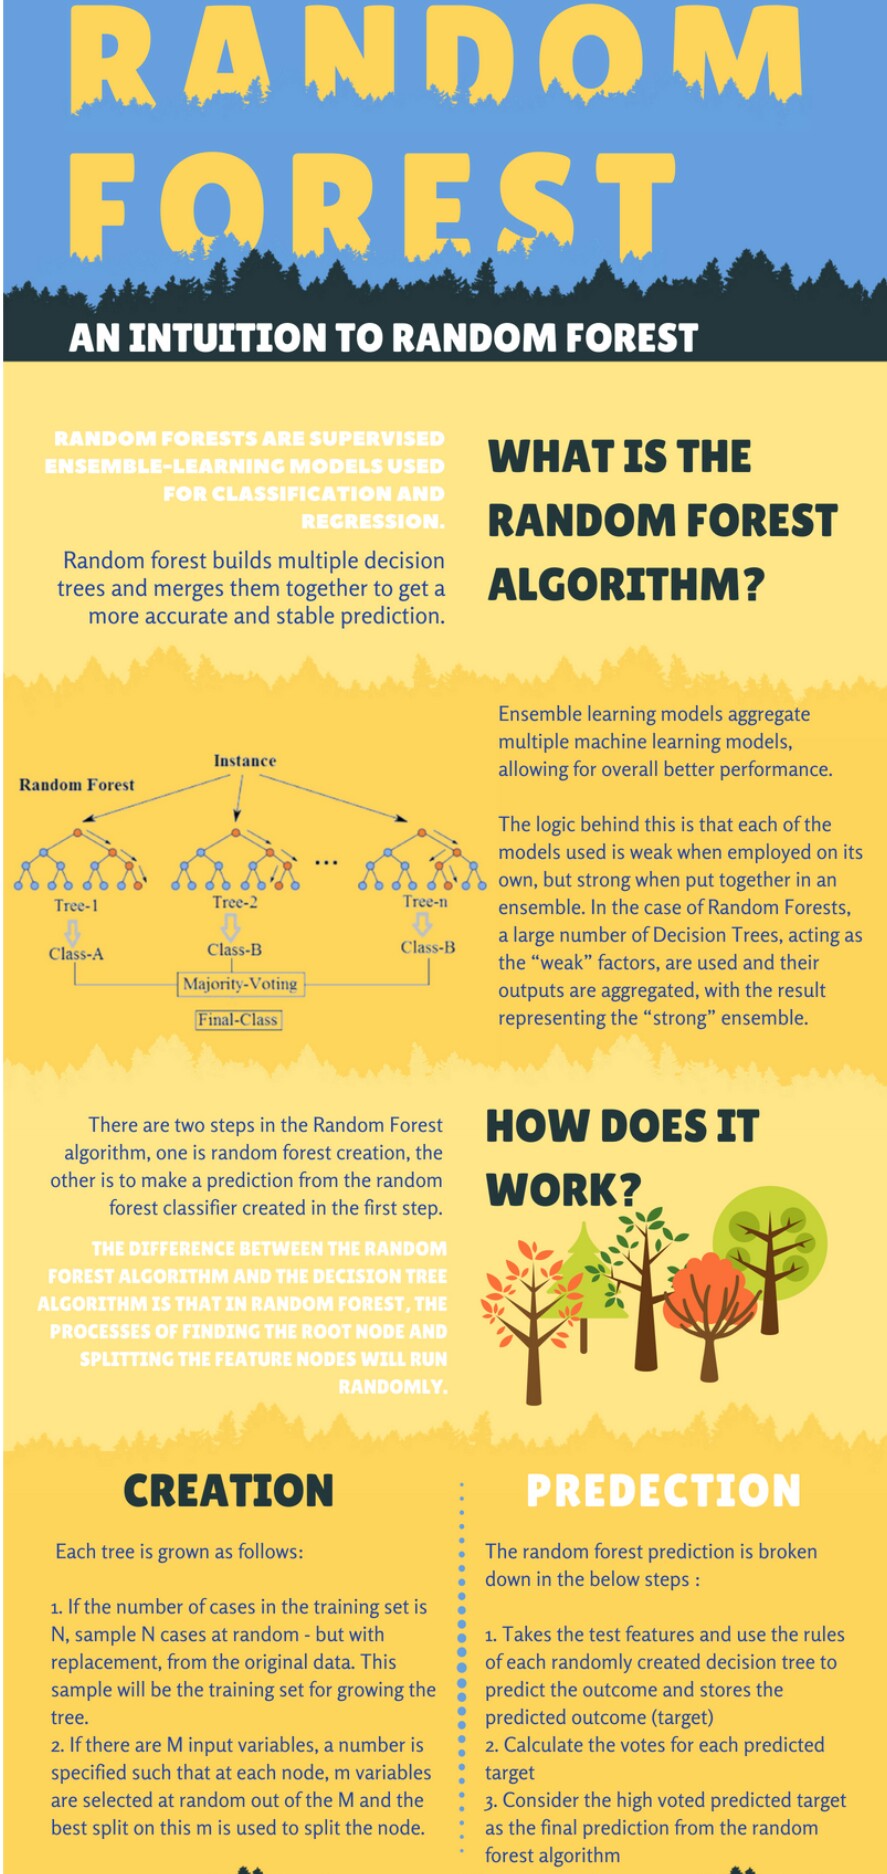 RANDOM
FOREST
AN INTUITION TO RANDOM FOREST
RANDOM FORESTS ARE SUPERVISED
ENSEMBLE-LEARNING MODELS USED
FOR CLASSIFICATION AND
REGRESSION.
Random forest builds multiple decision
trees and merges them together to get a
more accurate and stable prediction.
WHAT IS THE
RANDOM FOREST
ALGORITHM?
Instance
Random Forest
...
Tree-1
Tree-2
Tree-n
Class-A
Class-B
Class-B
Majority-Voting
Final-Class
Ensemble learning models aggregate
multiple machine learning models,
allowing for overall better performance.
The logic behind this is that each of the
models used is weak when employed on its
own, but strong when put together in an
ensemble. In the case of Random Forests,
a large number of Decision Trees, acting as
the “weak” factors, are used and their
outputs are aggregated, with the result
representing the “strong” ensemble.
There are two steps in the Random Forest
algorithm, one is random forest creation, the
other is to make a prediction from the random
forest classifier created in the first step.
THE DIFFERENCE BETWEEN THE RANDOM
FOREST ALGORITHM AND THE DECISION TREE
ALGORITHM IS THAT IN RANDOM FOREST, THE
PROCESSES OF FINDING THE ROOT NODE AND
SPLITTING THE FEATURE NODES WILL RUN
RANDOMLY.
HOW DOES IT
WORK?
CREATION
Each tree is grown as follows:
1. If the number of cases in the training set is
N, sample N cases at random - but with
replacement, from the original data. This
sample will be the training set for growing the
tree.
2. If there are M input variables, a number is
specified such that at each node, m variables
are selected at random out of the M and the
best split on this m is used to split the node.
PREDECTION
The random forest prediction is broken
down in the below steps :
1. Takes the test features and use the rules
of each randomly created decision tree to
predict the outcome and stores the
predicted outcome (target)
2. Calculate the votes for each predicted
target
3. Consider the high voted predicted target
as the final prediction from the random
forest algorithm